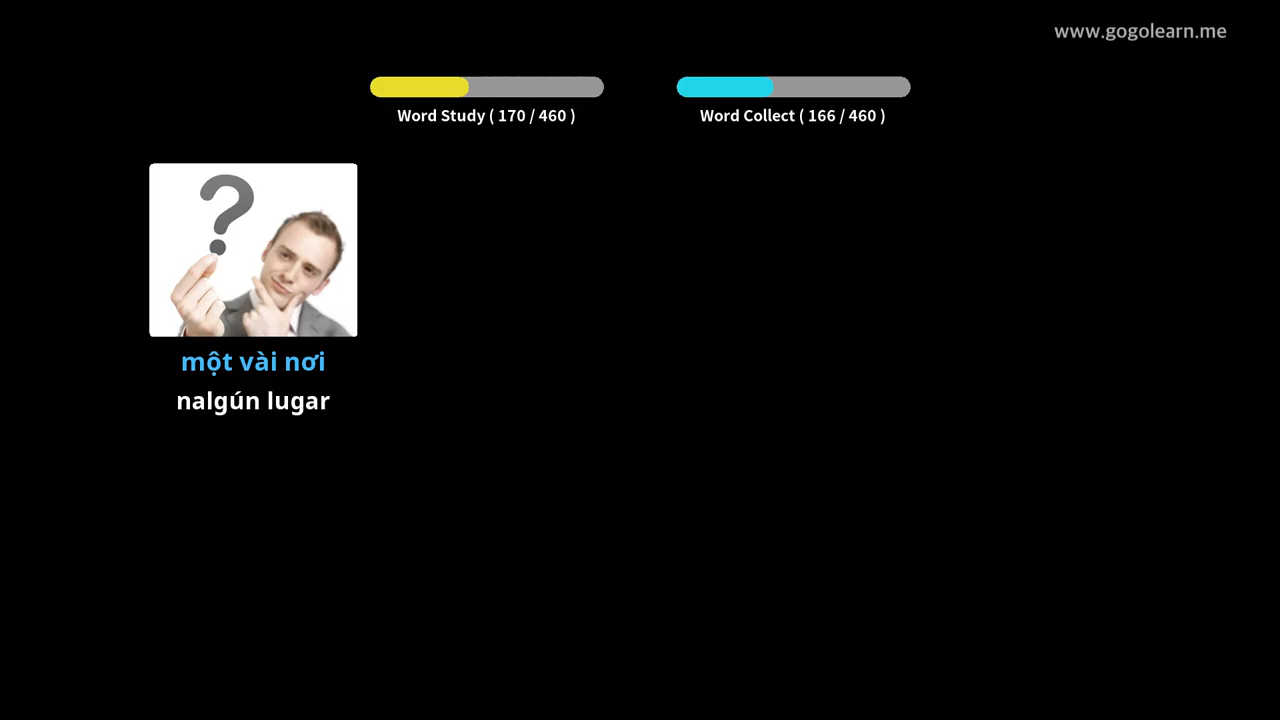 www.gogolearn.me
Word Study ( 170 / 460 )
Word Collect ( 166 / 460 )
một vài nơi
nalgún lugar